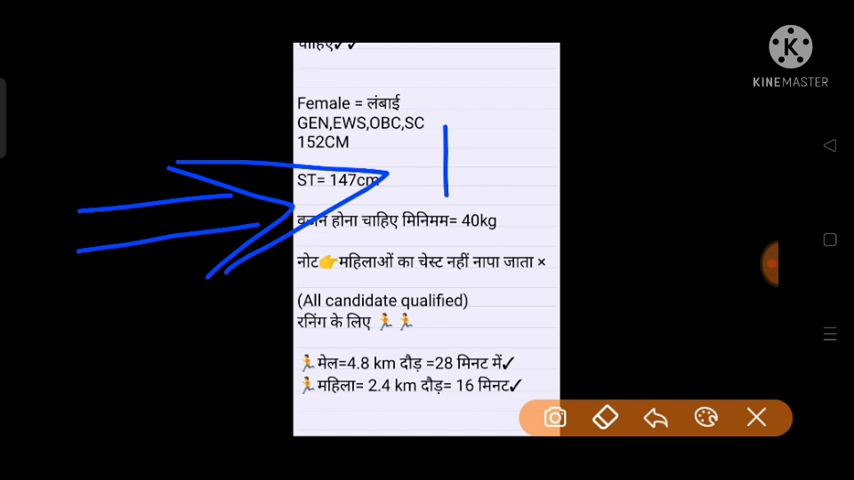 चाहिए✓✓
KINEMASTER
Female = लंबाई
GEN,EWS,OBC,SC
152CM
ST= 147cm
वजन होना चाहिए मिनिमम= 40kg
नोट👉महिलाओं का चेस्ट नहीं नापा जाता ×
(All candidate qualified)
रनिंग के लिए 🏃🏃
🏃मेल=4.8 km दौड़ =28 मिनट में✓
🏃महिला= 2.4 km दौड़= 16 मिनट✓